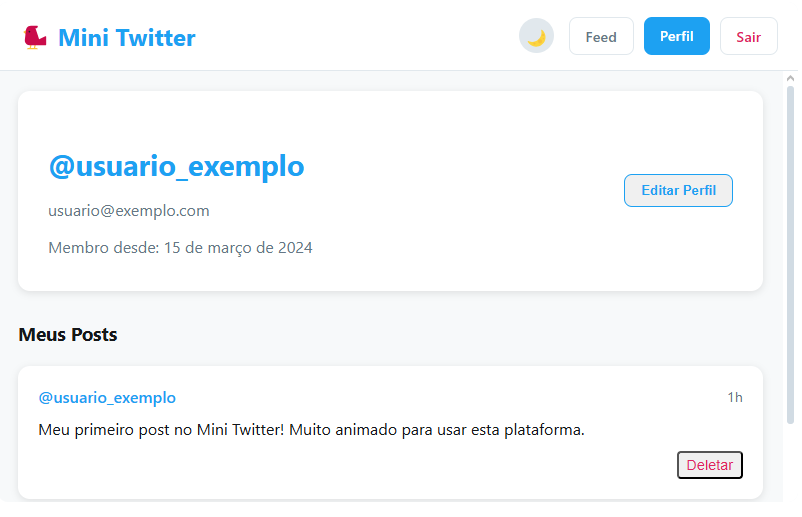 Mini Twitter
Feed
Perfil
Sair
@usuario_exemplo
usuario@exemplo.com
Membro desde: 15 de março de 2024
Editar Perfil
Meus Posts
@usuario_exemplo
1h
Meu primeiro post no Mini Twitter! Muito animado para usar esta plataforma.
Deletar